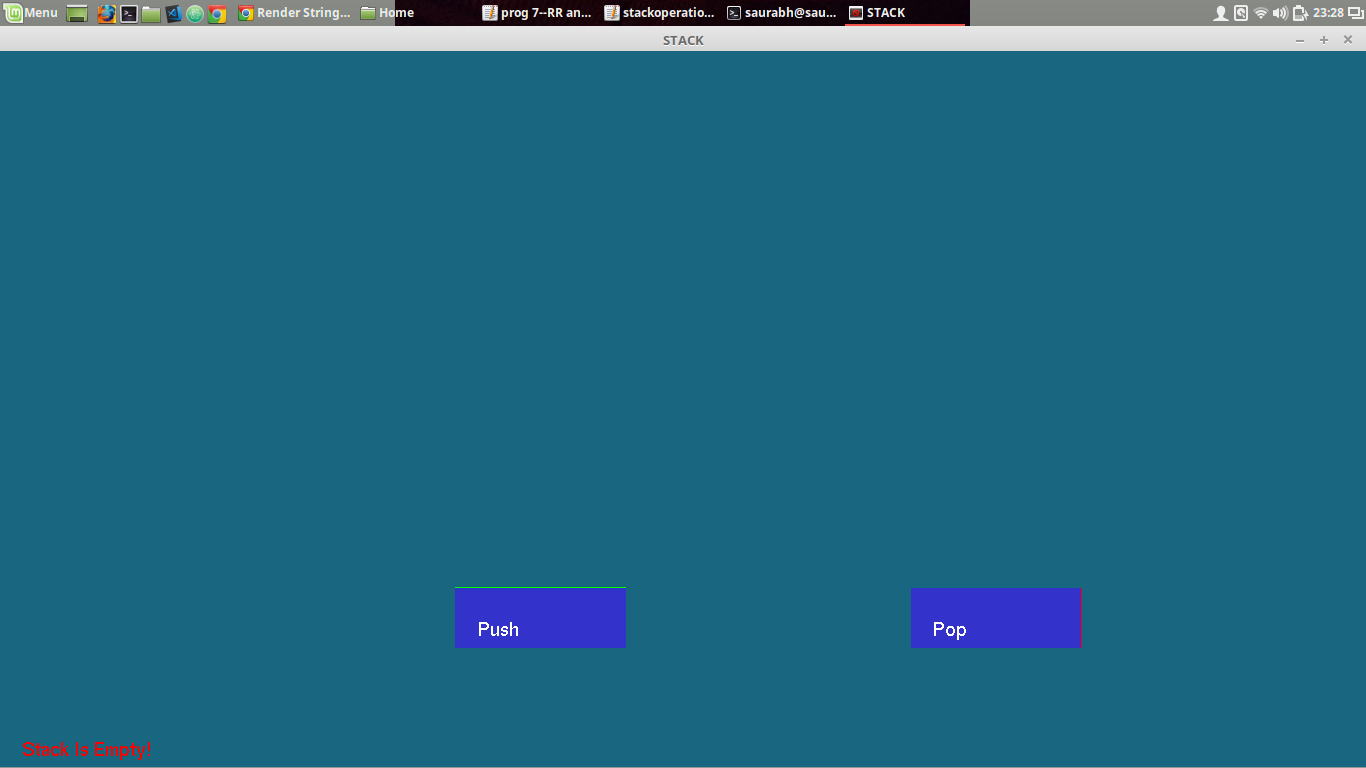 Menu Render String... Home prog 7--RR an... stackoperatio... saurabh@sau... STACK 23:28
STACK
Push Pop
Stack Is Empty!